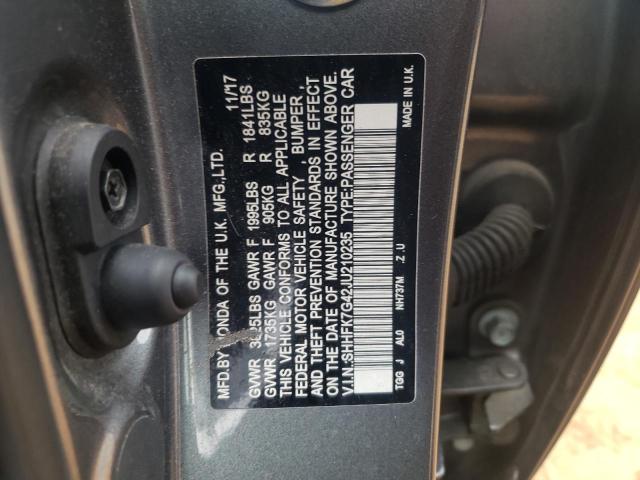 MFD.BY HONDA OF THE U.K. MFG.,LTD. 11/17
GVWR LBS GAWR F 1995LBS R 1841LBS
GVWR 1735KG GAWR F 905KG R 835KG
THIS VEHICLE CONFORMS TO ALL APPLICABLE
FEDERAL MOTOR VEHICLE SAFETY , BUMPER ,
AND THEFT PREVENTION STANDARDS IN EFFECT
ON THE DATE OF MANUFACTURE SHOWN ABOVE.
V.I.N.:SHHFK7G42JU210235 TYPE:PASSENGER CAR
TGG J AL0 NH737M Z U MADE IN U.K.